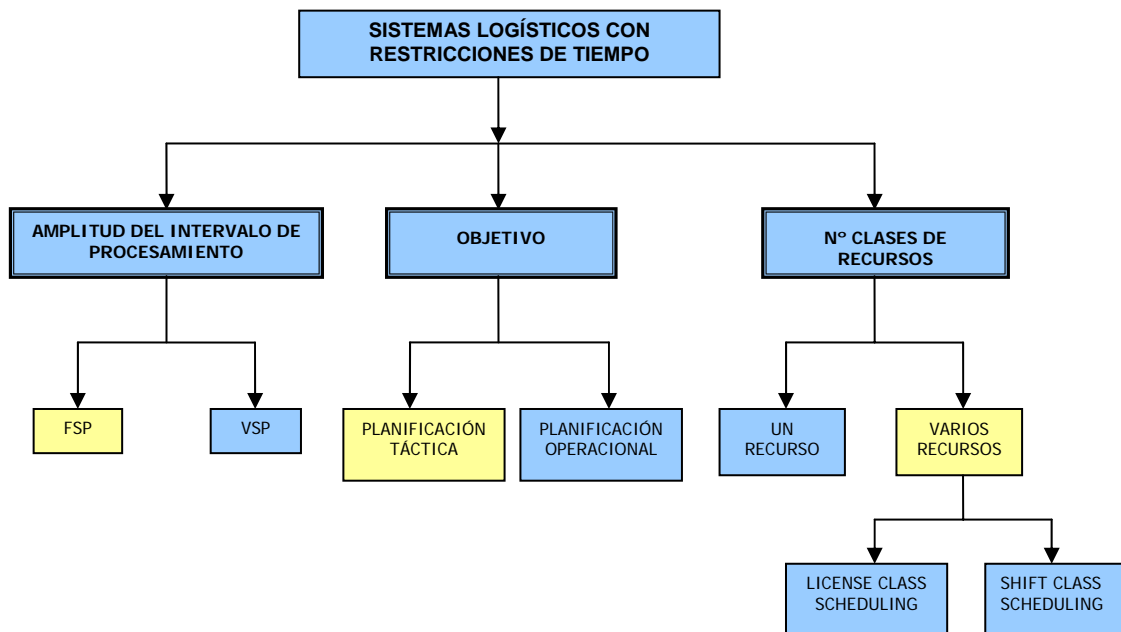 SISTEMAS LOGÍSTICOS CON
RESTRICCIONES DE TIEMPO
AMPLITUD DEL INTERVALO DE
PROCESAMIENTO
OBJETIVO
Nº CLASES DE
RECURSOS
FSP
VSP
PLANIFICACIÓN
TÁCTICA
PLANIFICACIÓN
OPERACIONAL
UN
RECURSO
VARIOS
RECURSOS
LICENSE CLASS
SCHEDULING
SHIFT CLASS
SCHEDULING